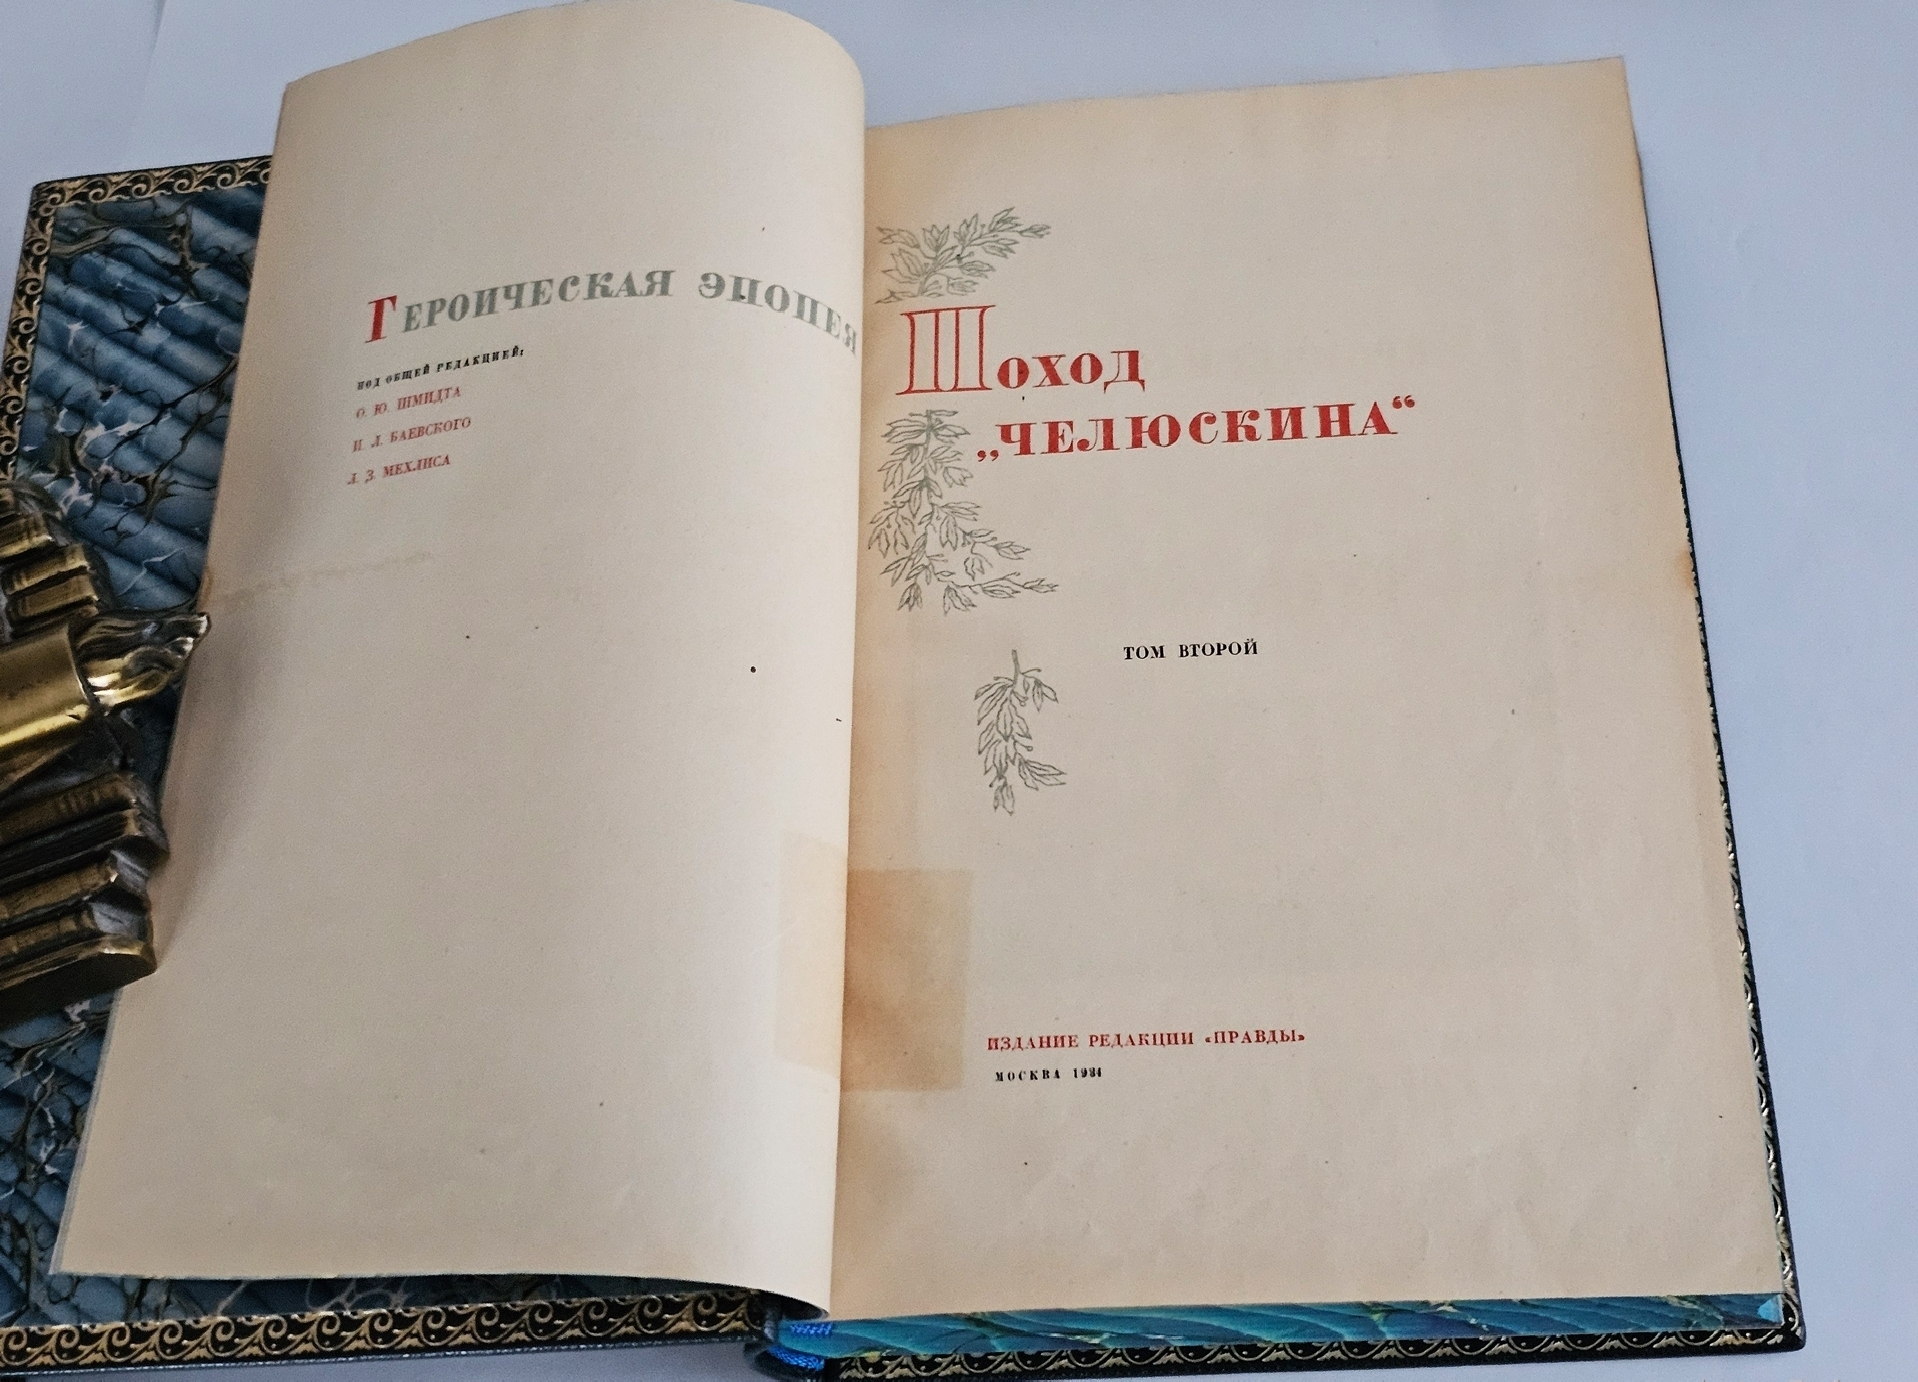 Героическая эпопея
под общей редакцией:
О. Ю. Шмидта
И. Л. Баевского
Л. З. Мехлиса
Поход
„Челюскина“
ТОМ ВТОРОЙ
ИЗДАНИЕ РЕДАКЦИИ «ПРАВДЫ»
МОСКВА 1934